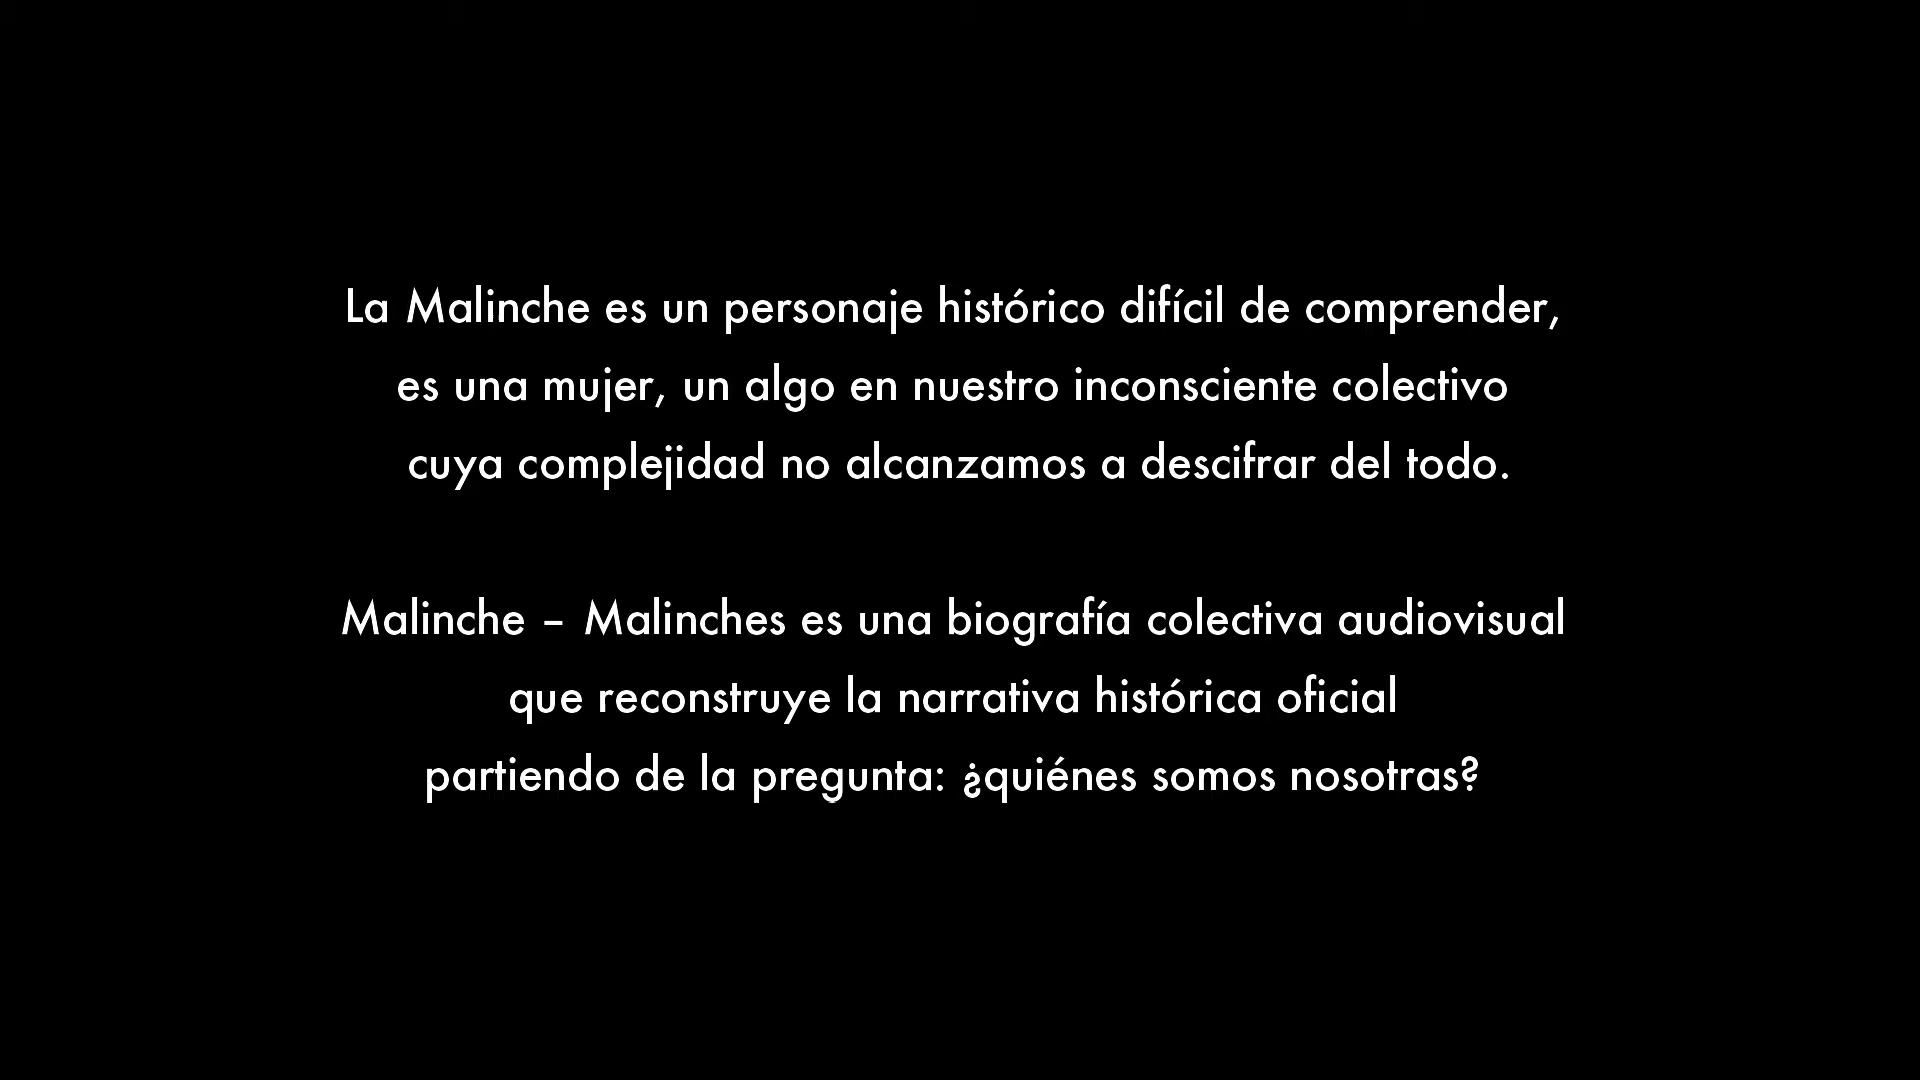 La Malinche es un personaje histórico difícil de comprender,
es una mujer, un algo en nuestro inconsciente colectivo
cuya complejidad no alcanzamos a descifrar del todo.
Malinche – Malinches es una biografía colectiva audiovisual
que reconstruye la narrativa histórica oficial
partiendo de la pregunta: ¿quiénes somos nosotras?